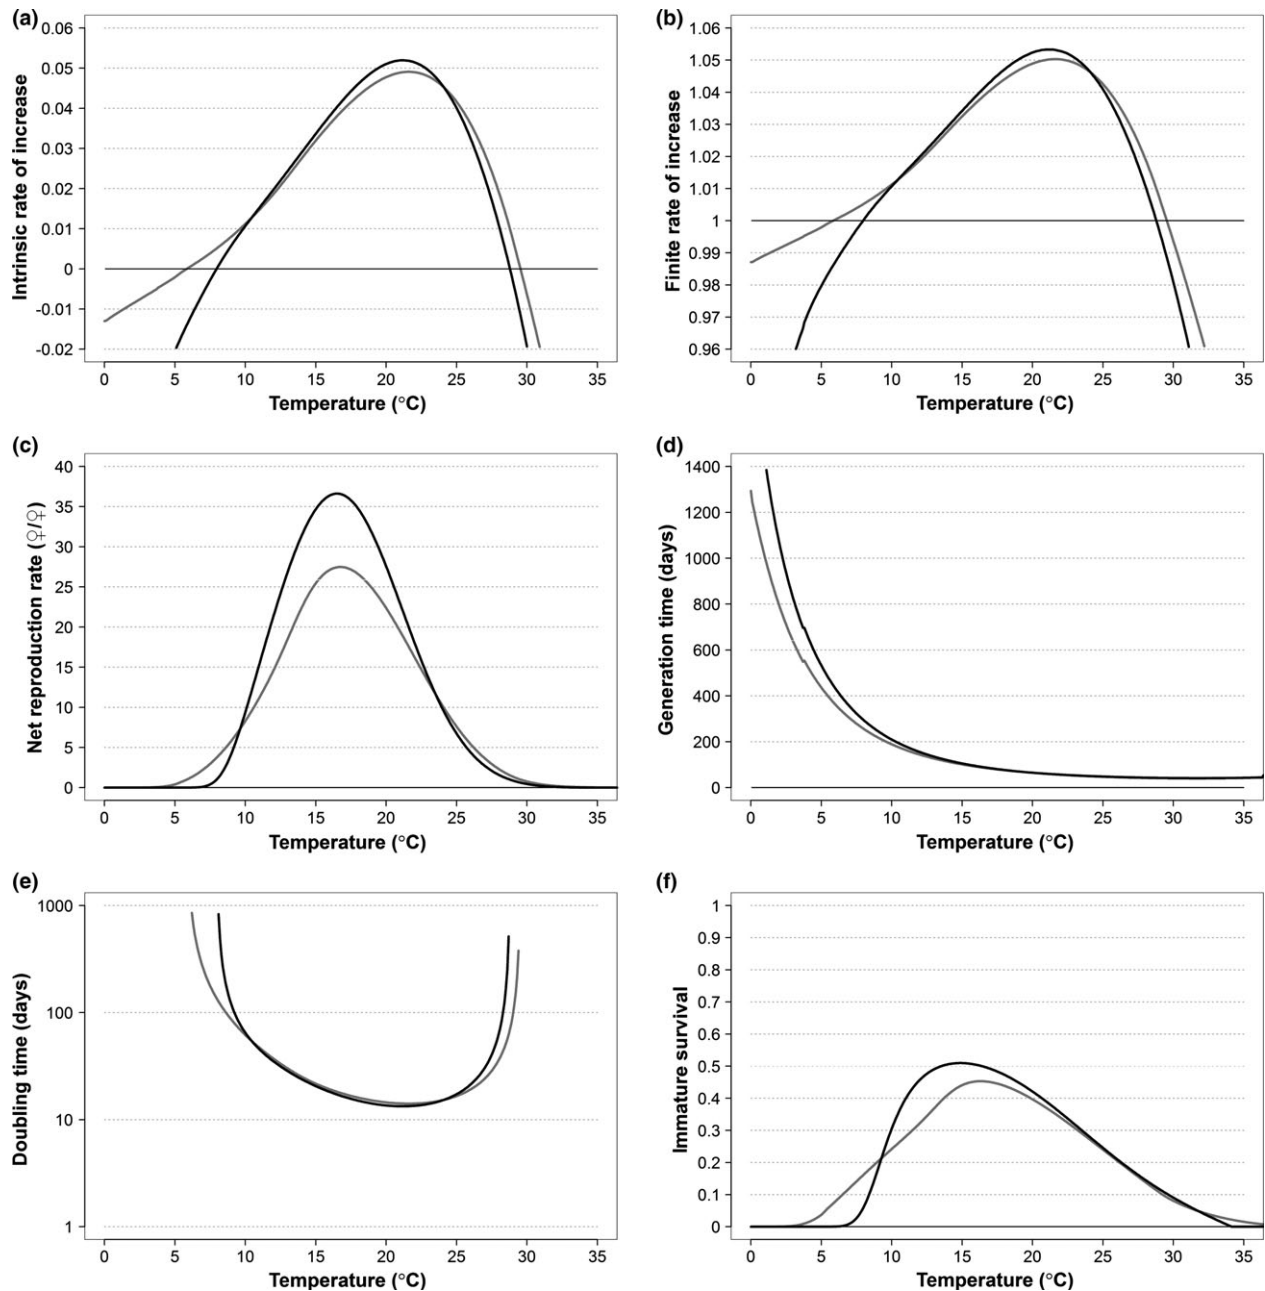 (a)
Intrinsic rate of increase
0.06
0.05
0.04
0.03
0.02
0.01
0
-0.01
-0.02
0 5 10 15 20 25 30 35
Temperature (°C)
(b)
Finite rate of increase
1.06
1.05
1.04
1.03
1.02
1.01
1
0.99
0.98
0.97
0.96
0 5 10 15 20 25 30 35
Temperature (°C)
(c)
Net reproduction rate (♀/♀)
40
35
30
25
20
15
10
5
0
0 5 10 15 20 25 30 35
Temperature (°C)
(d)
Generation time (days)
1400
1200
1000
800
600
400
200
0
0 5 10 15 20 25 30 35
Temperature (°C)
(e)
Doubling time (days)
1000
100
10
1
0 5 10 15 20 25 30 35
Temperature (°C)
(f)
Immature survival
1
0.9
0.8
0.7
0.6
0.5
0.4
0.3
0.2
0.1
0
0 5 10 15 20 25 30 35
Temperature (°C)